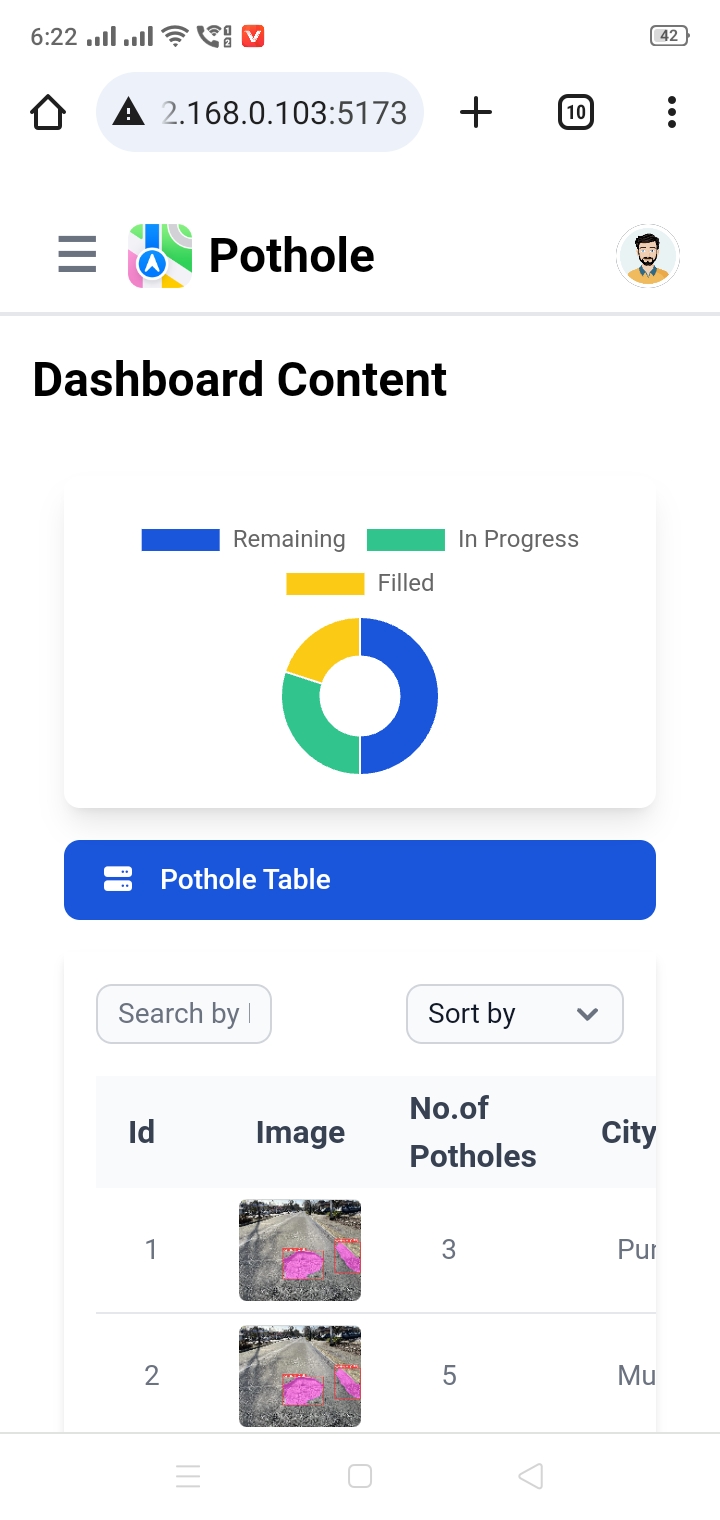 6:22 42
2.168.0.103:5173 10
Pothole
Dashboard Content
Remaining In Progress
Filled
Pothole Table
Search by Sort by
Id Image No.of Potholes City
1 3 Pun
2 5 Mu